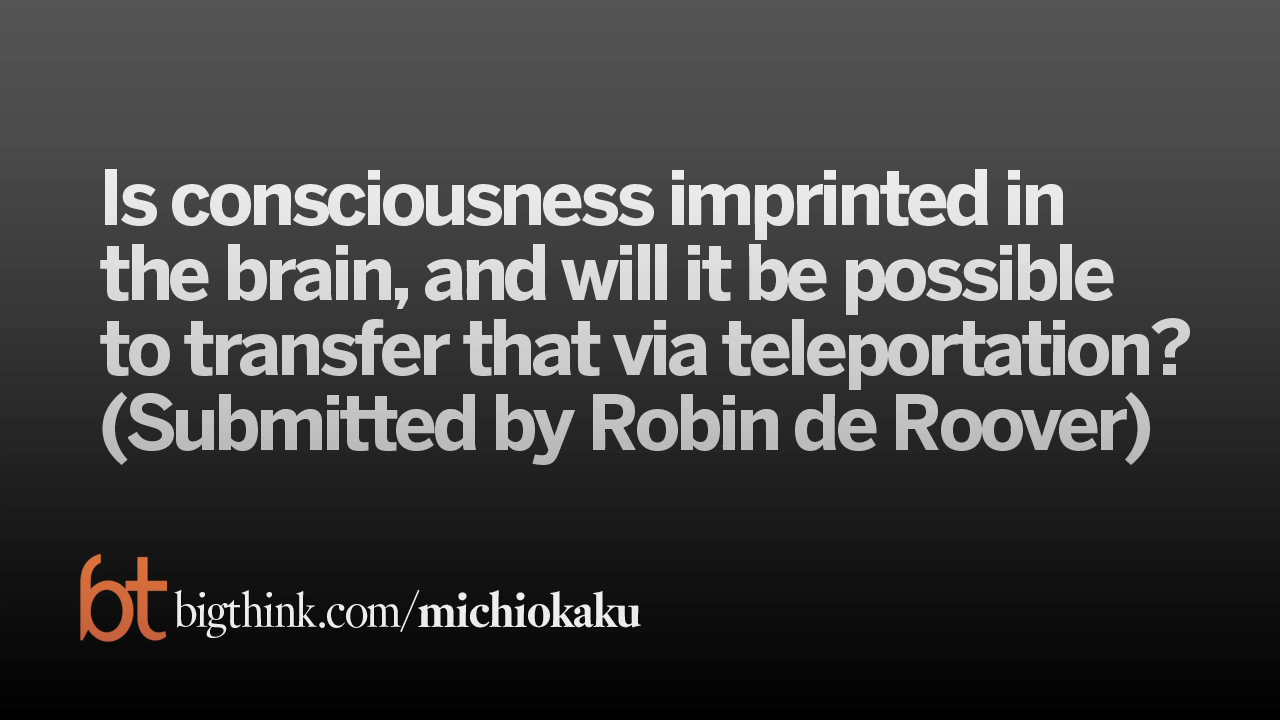 Is consciousness imprinted in
the brain, and will it be possible
to transfer that via teleportation?
(Submitted by Robin de Roover)
bt bigthink.com/michiokaku